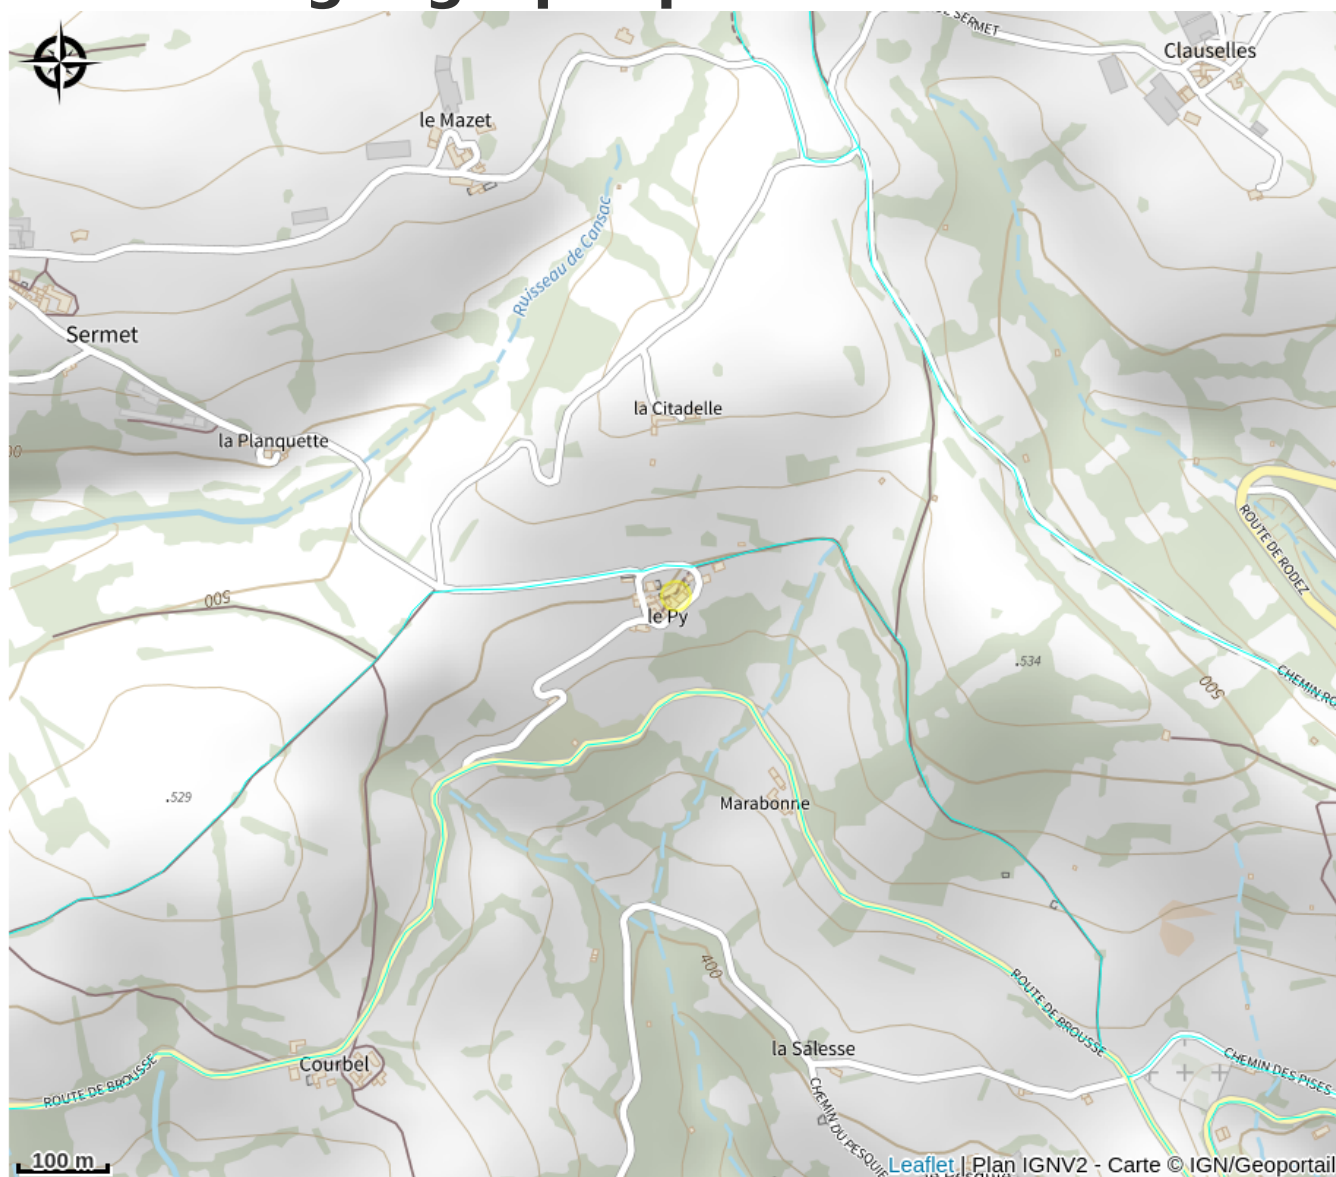 SERMET
Clauselles
le Mazet
Ruisseau de Cansac
Sermet
la Citadelle
la Planquette
ROUTE DE RODEZ
500
le Py
.534
500
CHEMIN RO
.529
Marabonne
400
ROUTE DE BROUSSE
la Salesse
Courbel
ROUTE DE BROUSSE
CHEMIN DES PISES
CHEMIN DU PESQUIE
100 m
Leaflet | Plan IGNV2 - Carte © IGN/Geoportail